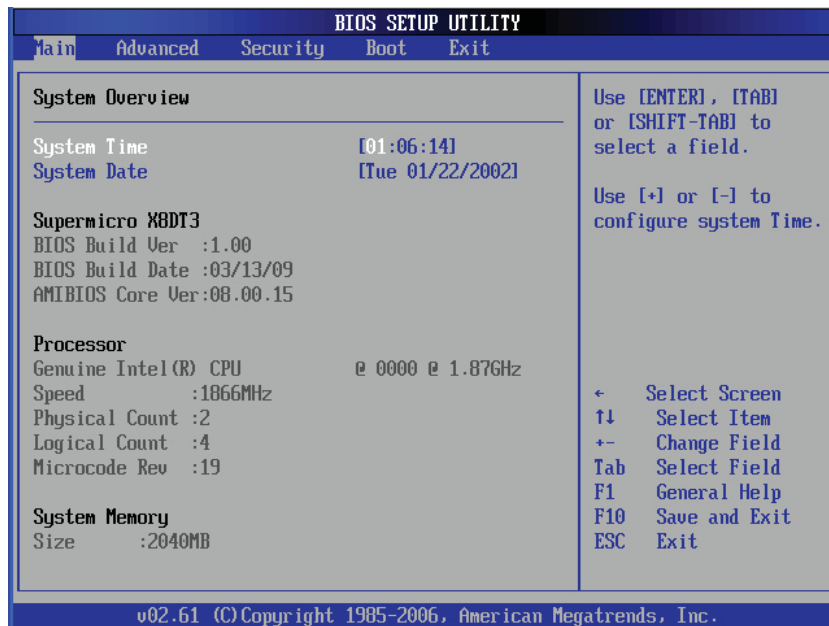 BIOS SETUP UTILITY
Main Advanced Security Boot Exit
System Overview
System Time [01:06:14]
System Date [Tue 01/22/2002]
Supermicro X8DT3
BIOS Build Ver :1.00
BIOS Build Date :03/13/09
AMIBIOS Core Ver:08.00.15
Processor
Genuine Intel(R) CPU @ 0000 @ 1.87GHz
Speed :1866MHz
Physical Count :2
Logical Count :4
Microcode Rev :19
System Memory
Size :2040MB
Use [ENTER], [TAB]
or [SHIFT-TAB] to
select a field.
Use [+] or [-] to
configure system Time.
← Select Screen
↑↓ Select Item
+- Change Field
Tab Select Field
F1 General Help
F10 Save and Exit
ESC Exit
v02.61 (C)Copyright 1985-2006, American Megatrends, Inc.